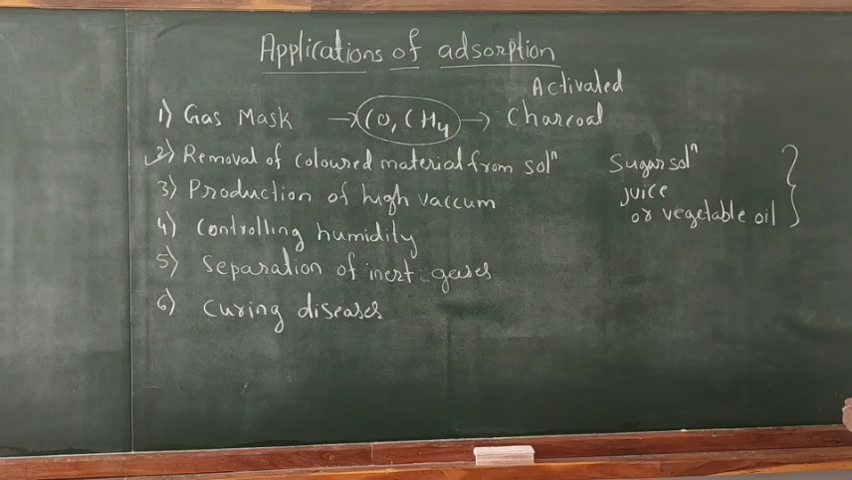 Applications of adsorption
Activated
1) Gas Mask → CO, CH4 → Charcoal
2) Removal of coloured material from solⁿ Sugar solⁿ
juice
3) Production of high vaccum
or vegetable oil
4) Controlling humidity
5) Separation of inert gases
6) Curing diseases